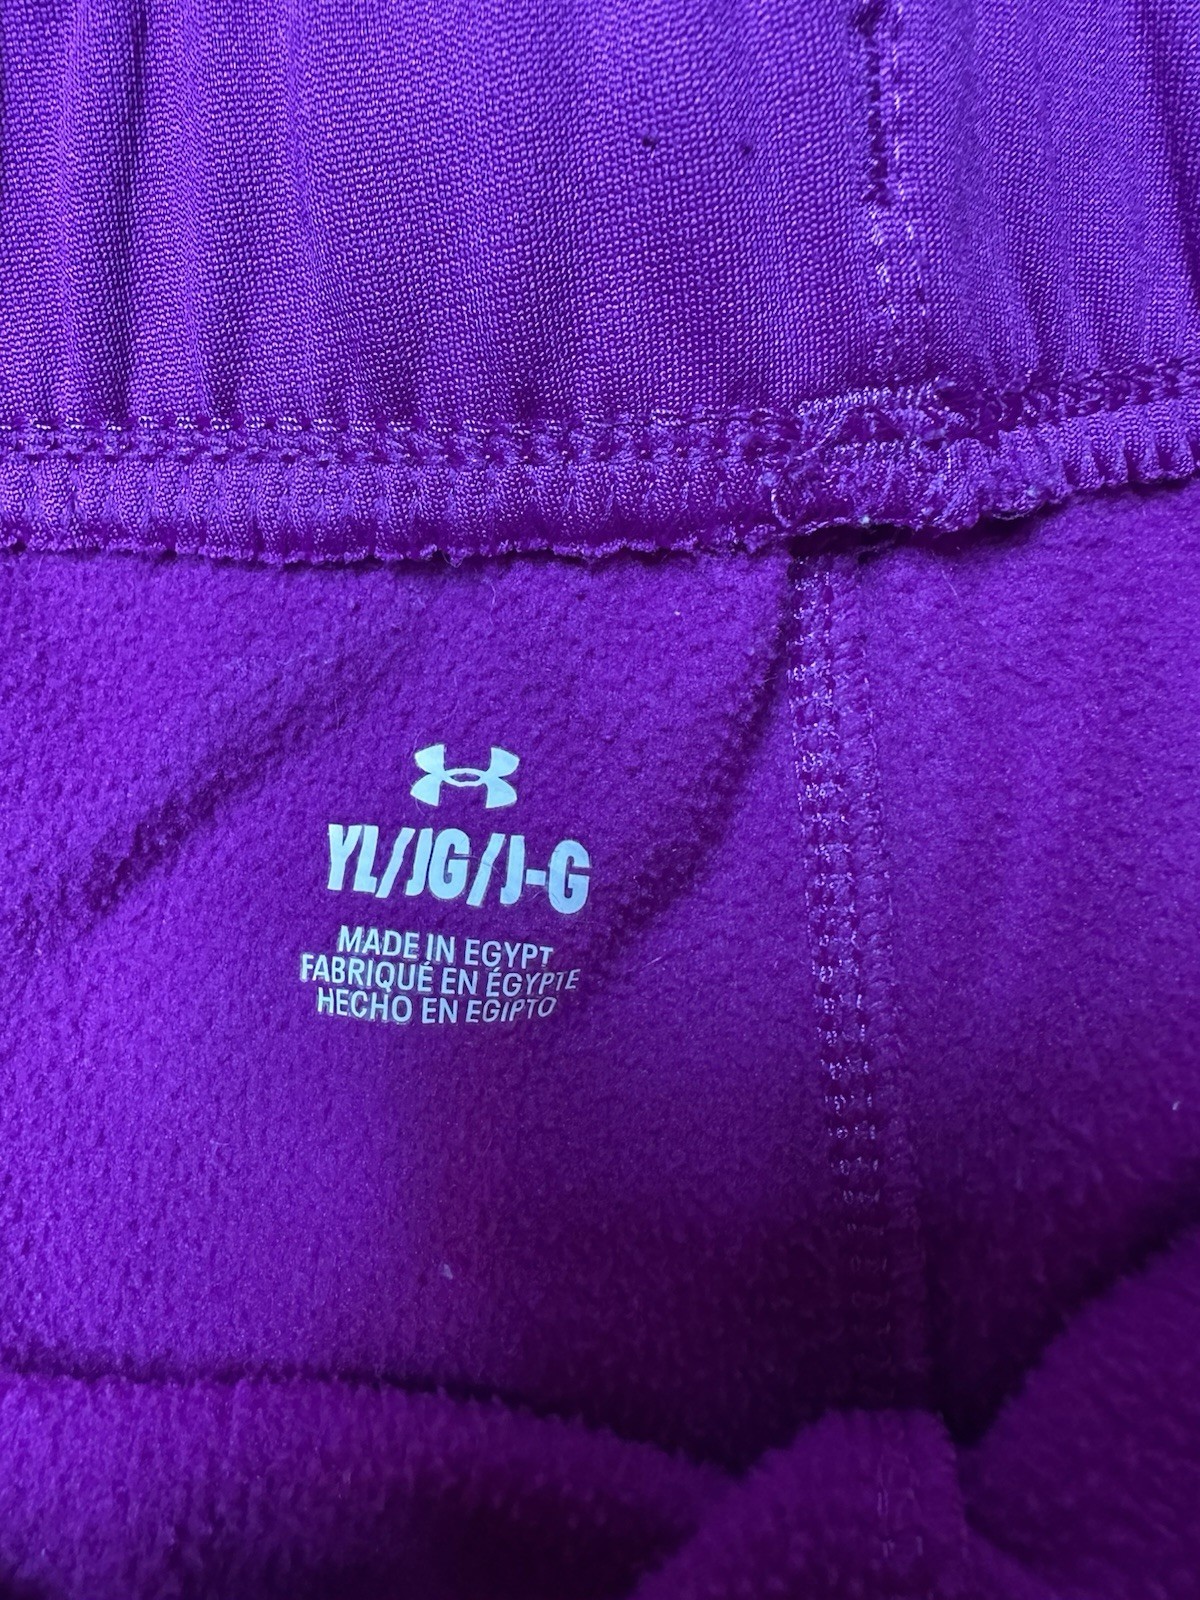 YL/JG/J-G
MADE IN EGYPT
FABRIQUÉ EN ÉGYPTE
HECHO EN EGIPTO